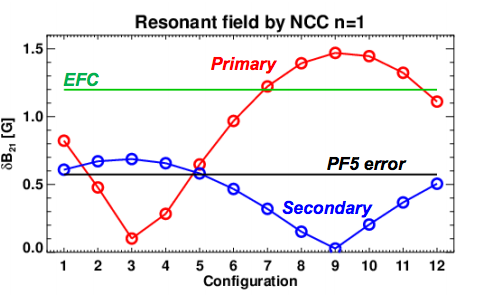 Resonant field by NCC n=1
1.5
Primary
EFC
1.0
δB₂₁ [G]
PF5 error
0.5
Secondary
0.0
1 2 3 4 5 6 7 8 9 10 11 12
Configuration